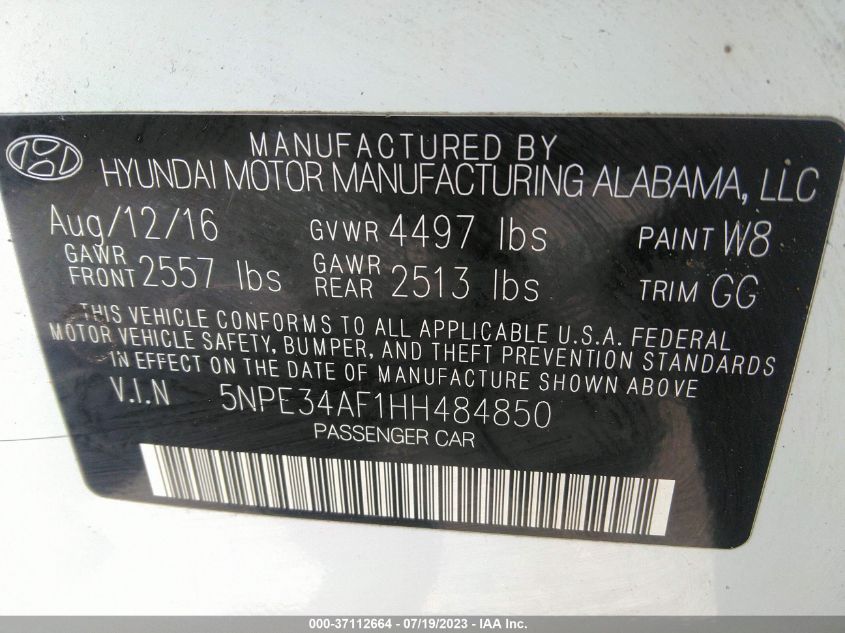 MANUFACTURED BY
HYUNDAI MOTOR MANUFACTURING ALABAMA, LLC
Aug/12/16 GVWR 4497 lbs PAINT W8
GAWR FRONT 2557 lbs GAWR REAR 2513 lbs TRIM GG
THIS VEHICLE CONFORMS TO ALL APPLICABLE U.S.A. FEDERAL
MOTOR VEHICLE SAFETY, BUMPER, AND THEFT PREVENTION STANDARDS
IN EFFECT ON THE DATE OF MANUFACTURE SHOWN ABOVE
V.I.N 5NPE34AF1HH484850
PASSENGER CAR
000-37112664 - 07/19/2023 - IAA Inc.